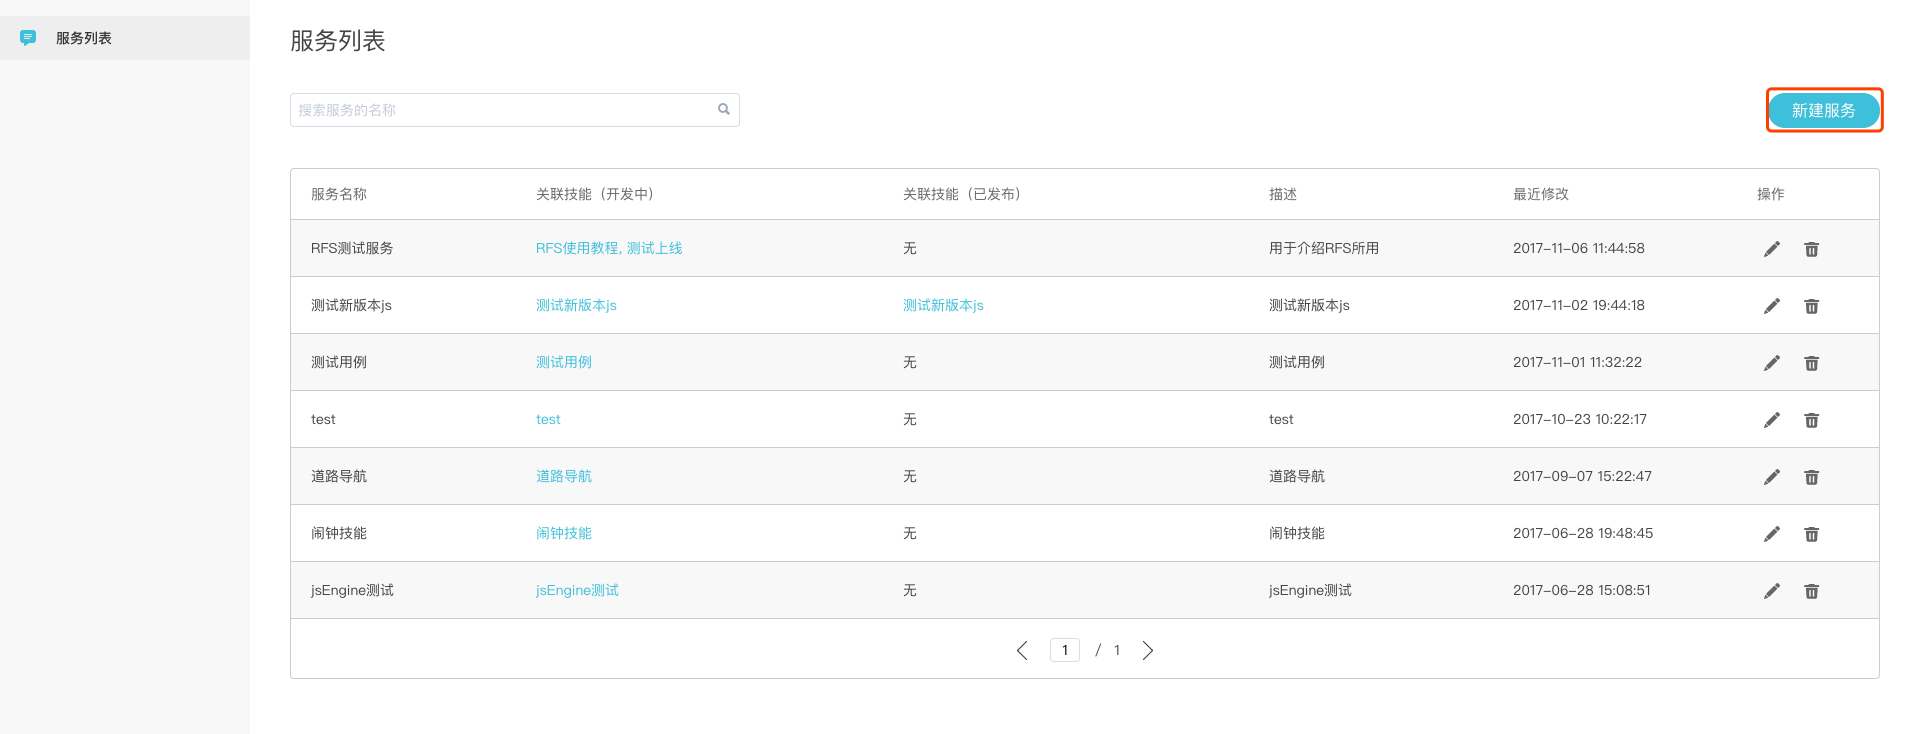 服务列表
服务列表
搜索服务的名称
新建服务
服务名称 关联技能（开发中） 关联技能（已发布） 描述 最近修改 操作
RFS测试服务 RFS使用教程, 测试上线 无 用于介绍RFS所用 2017-11-06 11:44:58
测试新版本js 测试新版本js 测试新版本js 测试新版本js 2017-11-02 19:44:18
测试用例 测试用例 无 测试用例 2017-11-01 11:32:22
test test 无 test 2017-10-23 10:22:17
道路导航 道路导航 无 道路导航 2017-09-07 15:22:47
闹钟技能 闹钟技能 无 闹钟技能 2017-06-28 19:48:45
jsEngine测试 jsEngine测试 无 jsEngine测试 2017-06-28 15:08:51
1 / 1